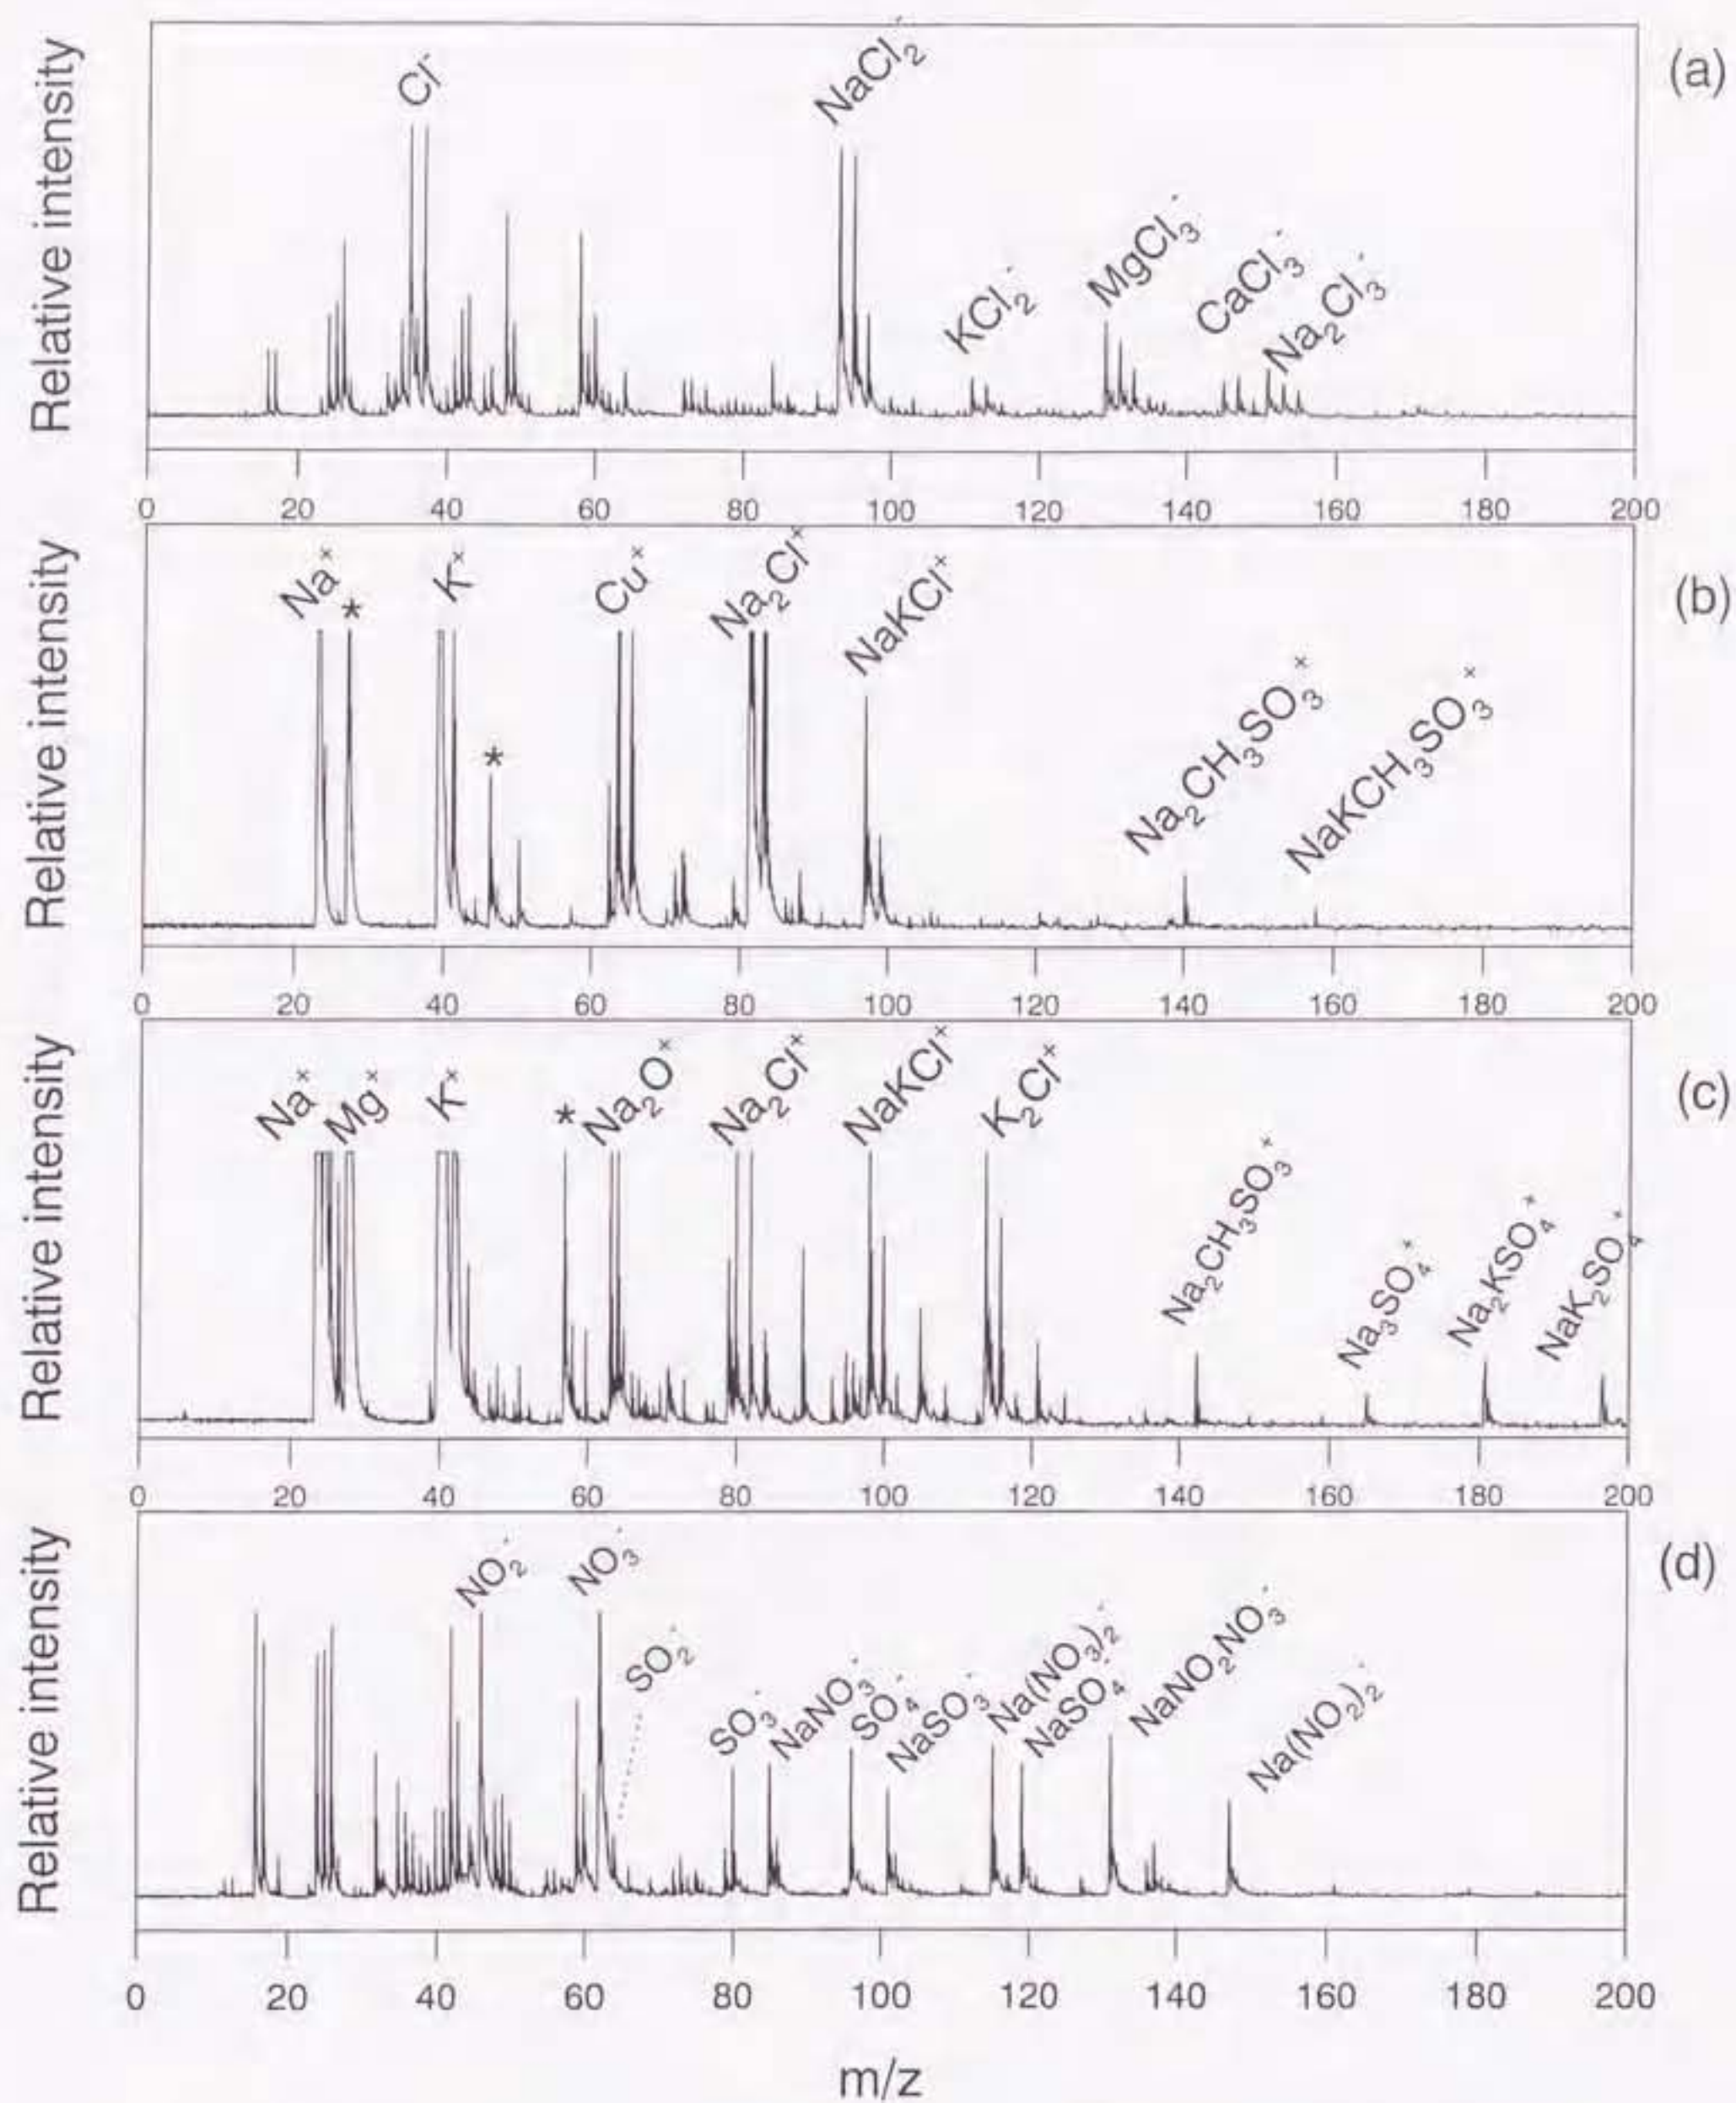 (a)
Relative intensity
Cl⁻
NaCl₂⁻
KCl₂⁻
MgCl₃⁻
CaCl₃⁻
Na₂Cl₃⁻
0 20 40 60 80 100 120 140 160 180 200
(b)
Relative intensity
Na⁺
*
K⁺
*
Cu⁺
Na₂Cl⁺
NaKCl⁺
Na₂CH₃SO₃⁺
NaKCH₃SO₃⁺
0 20 40 60 80 100 120 140 160 180 200
(c)
Relative intensity
Na⁺
Mg⁺
K⁺
*
Na₂O⁺
Na₂Cl⁺
NaKCl⁺
K₂Cl⁺
Na₂CH₃SO₃⁺
Na₃SO₄⁺
Na₂KSO₄⁺
NaK₂SO₄⁺
0 20 40 60 80 100 120 140 160 180 200
(d)
Relative intensity
NO₂⁻
NO₃⁻
SO₂⁻
SO₃⁻
NaNO₃⁻
SO₄⁻
NaSO₃⁻
Na(NO₃)₂⁻
NaSO₄⁻
NaNO₂NO₃⁻
Na(NO₂)₂⁻
0 20 40 60 80 100 120 140 160 180 200
m/z